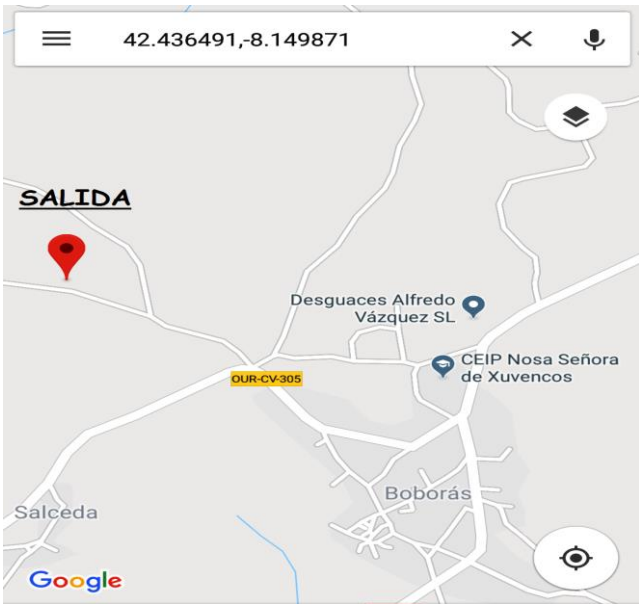 42.436491,-8.149871
SALIDA
Desguaces Alfredo
Vázquez SL
CEIP Nosa Señora
de Xuvencos
OUR-CV-305
Boborás
Salceda
Google